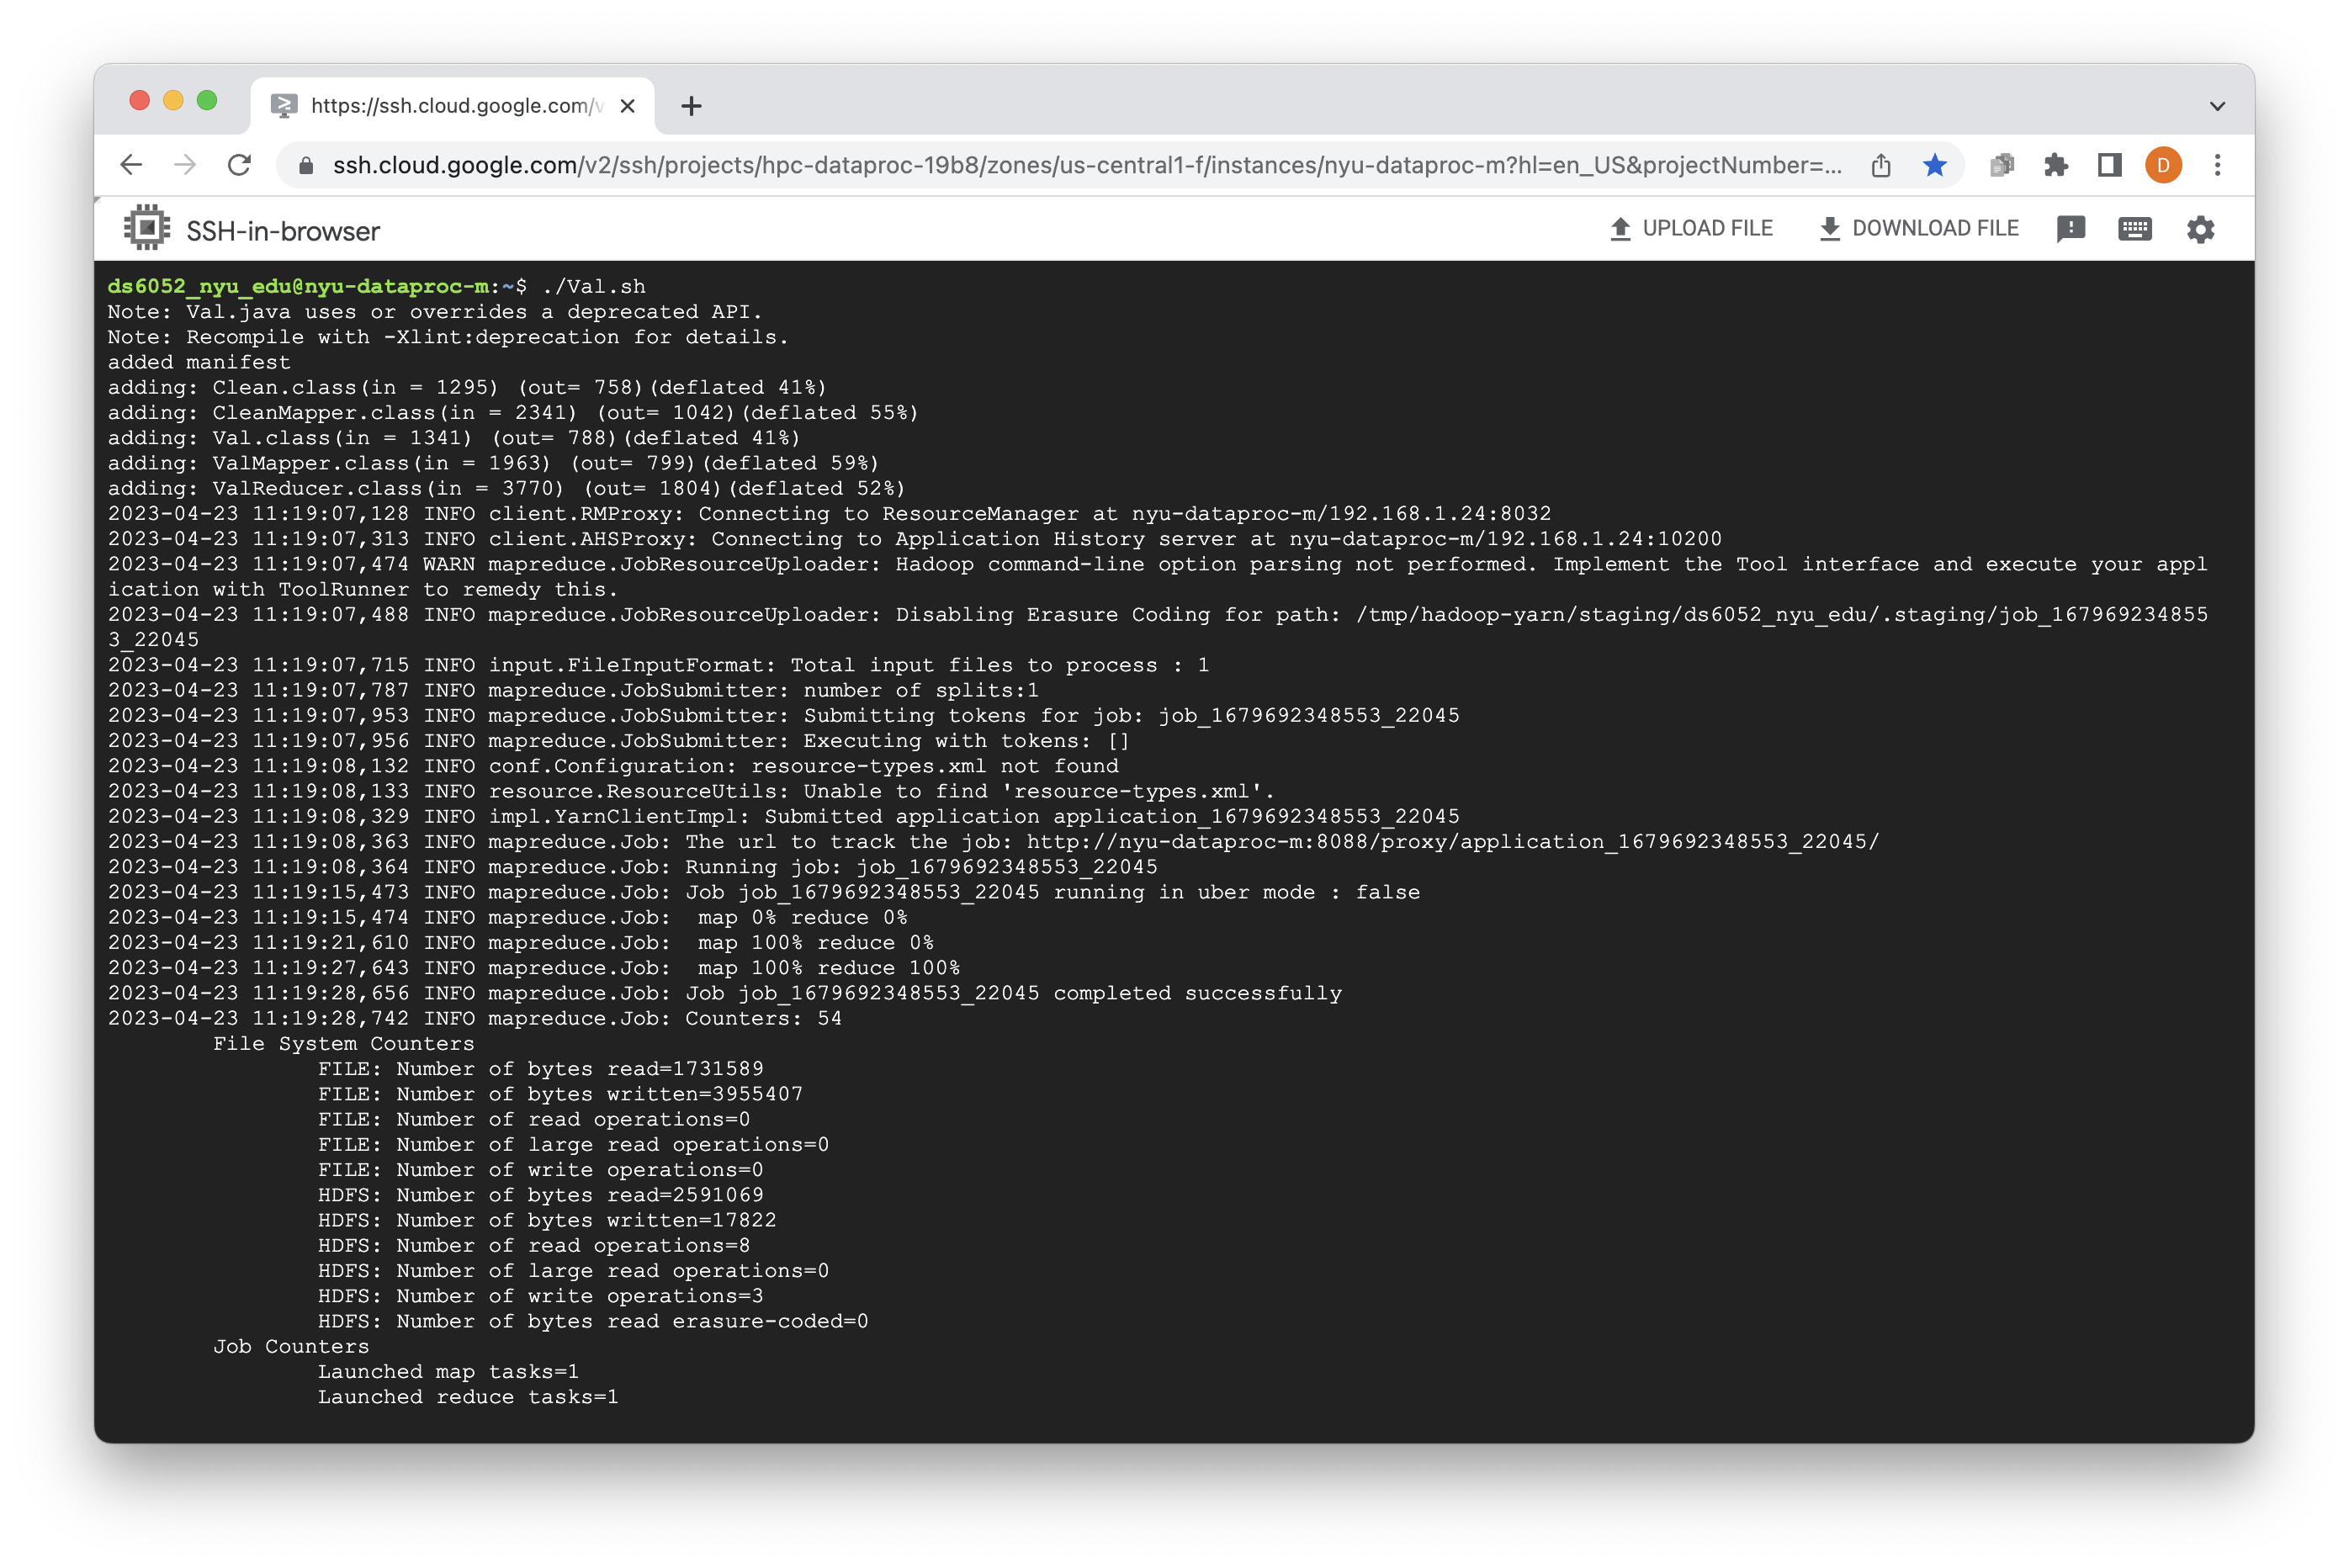 https://ssh.cloud.google.com/v
ssh.cloud.google.com/v2/ssh/projects/hpc-dataproc-19b8/zones/us-central1-f/instances/nyu-dataproc-m?hl=en_US&projectNumber=...
D
SSH-in-browser
UPLOAD FILE
DOWNLOAD FILE
ds6052_nyu_edu@nyu-dataproc-m:~$ ./Val.sh
Note: Val.java uses or overrides a deprecated API.
Note: Recompile with -Xlint:deprecation for details.
added manifest
adding: Clean.class(in = 1295) (out= 758)(deflated 41%)
adding: CleanMapper.class(in = 2341) (out= 1042)(deflated 55%)
adding: Val.class(in = 1341) (out= 788)(deflated 41%)
adding: ValMapper.class(in = 1963) (out= 799)(deflated 59%)
adding: ValReducer.class(in = 3770) (out= 1804)(deflated 52%)
2023-04-23 11:19:07,128 INFO client.RMProxy: Connecting to ResourceManager at nyu-dataproc-m/192.168.1.24:8032
2023-04-23 11:19:07,313 INFO client.AHSProxy: Connecting to Application History server at nyu-dataproc-m/192.168.1.24:10200
2023-04-23 11:19:07,474 WARN mapreduce.JobResourceUploader: Hadoop command-line option parsing not performed. Implement the Tool interface and execute your appl
ication with ToolRunner to remedy this.
2023-04-23 11:19:07,488 INFO mapreduce.JobResourceUploader: Disabling Erasure Coding for path: /tmp/hadoop-yarn/staging/ds6052_nyu_edu/.staging/job_167969234855
3_22045
2023-04-23 11:19:07,715 INFO input.FileInputFormat: Total input files to process : 1
2023-04-23 11:19:07,787 INFO mapreduce.JobSubmitter: number of splits:1
2023-04-23 11:19:07,953 INFO mapreduce.JobSubmitter: Submitting tokens for job: job_1679692348553_22045
2023-04-23 11:19:07,956 INFO mapreduce.JobSubmitter: Executing with tokens: []
2023-04-23 11:19:08,132 INFO conf.Configuration: resource-types.xml not found
2023-04-23 11:19:08,133 INFO resource.ResourceUtils: Unable to find 'resource-types.xml'.
2023-04-23 11:19:08,329 INFO impl.YarnClientImpl: Submitted application application_1679692348553_22045
2023-04-23 11:19:08,363 INFO mapreduce.Job: The url to track the job: http://nyu-dataproc-m:8088/proxy/application_1679692348553_22045/
2023-04-23 11:19:08,364 INFO mapreduce.Job: Running job: job_1679692348553_22045
2023-04-23 11:19:15,473 INFO mapreduce.Job: Job job_1679692348553_22045 running in uber mode : false
2023-04-23 11:19:15,474 INFO mapreduce.Job:  map 0% reduce 0%
2023-04-23 11:19:21,610 INFO mapreduce.Job:  map 100% reduce 0%
2023-04-23 11:19:27,643 INFO mapreduce.Job:  map 100% reduce 100%
2023-04-23 11:19:28,656 INFO mapreduce.Job: Job job_1679692348553_22045 completed successfully
2023-04-23 11:19:28,742 INFO mapreduce.Job: Counters: 54
File System Counters
FILE: Number of bytes read=1731589
FILE: Number of bytes written=3955407
FILE: Number of read operations=0
FILE: Number of large read operations=0
FILE: Number of write operations=0
HDFS: Number of bytes read=2591069
HDFS: Number of bytes written=17822
HDFS: Number of read operations=8
HDFS: Number of large read operations=0
HDFS: Number of write operations=3
HDFS: Number of bytes read erasure-coded=0
Job Counters
Launched map tasks=1
Launched reduce tasks=1